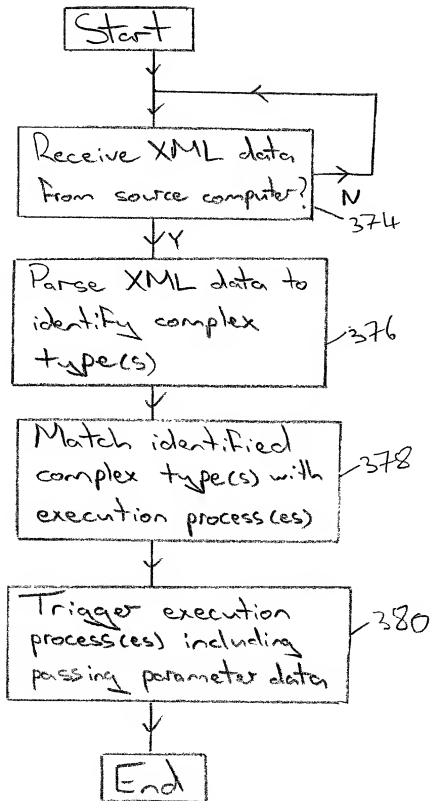 Start
Receive XML data
from source computer?
N
374
Y
Parse XML data to
identify complex
type(s)
376
Match identified
complex type(s) with
execution process(es)
378
Trigger execution
process(es) including
passing parameter data
380
End